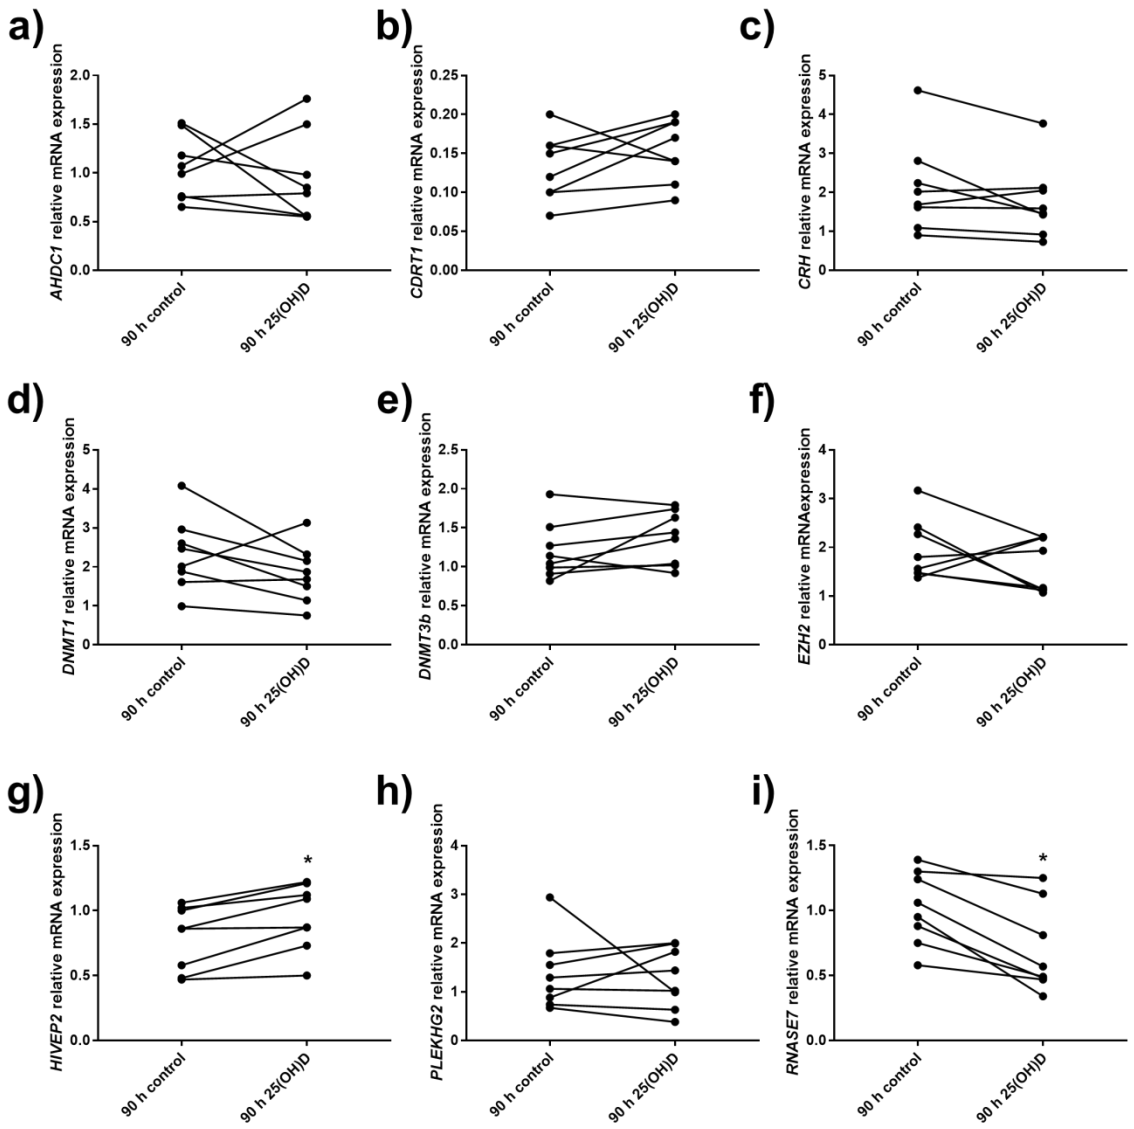 a)
AHDC1 relative mRNA expression
2.0
1.5
1.0
0.5
0.0
90 h control
90 h 25(OH)D
b)
CDRT1 relative mRNA expression
0.25
0.20
0.15
0.10
0.05
0.00
90 h control
90 h 25(OH)D
c)
CRH relative mRNA expression
5
4
3
2
1
0
90 h control
90 h 25(OH)D
d)
DNMT1 relative mRNA expression
5
4
3
2
1
0
90 h control
90 h 25(OH)D
e)
DNMT3b relative mRNA expression
2.5
2.0
1.5
1.0
0.5
0.0
90 h control
90 h 25(OH)D
f)
EZH2 relative mRNAexpression
4
3
2
1
0
90 h control
90 h 25(OH)D
g)
HIVEP2 relative mRNA expression
1.5
1.0
0.5
0.0
*
90 h control
90 h 25(OH)D
h)
PLEKHG2 relative mRNA expression
4
3
2
1
0
90 h control
90 h 25(OH)D
i)
RNASE7 relative mRNA expression
1.5
1.0
0.5
0.0
*
90 h control
90 h 25(OH)D